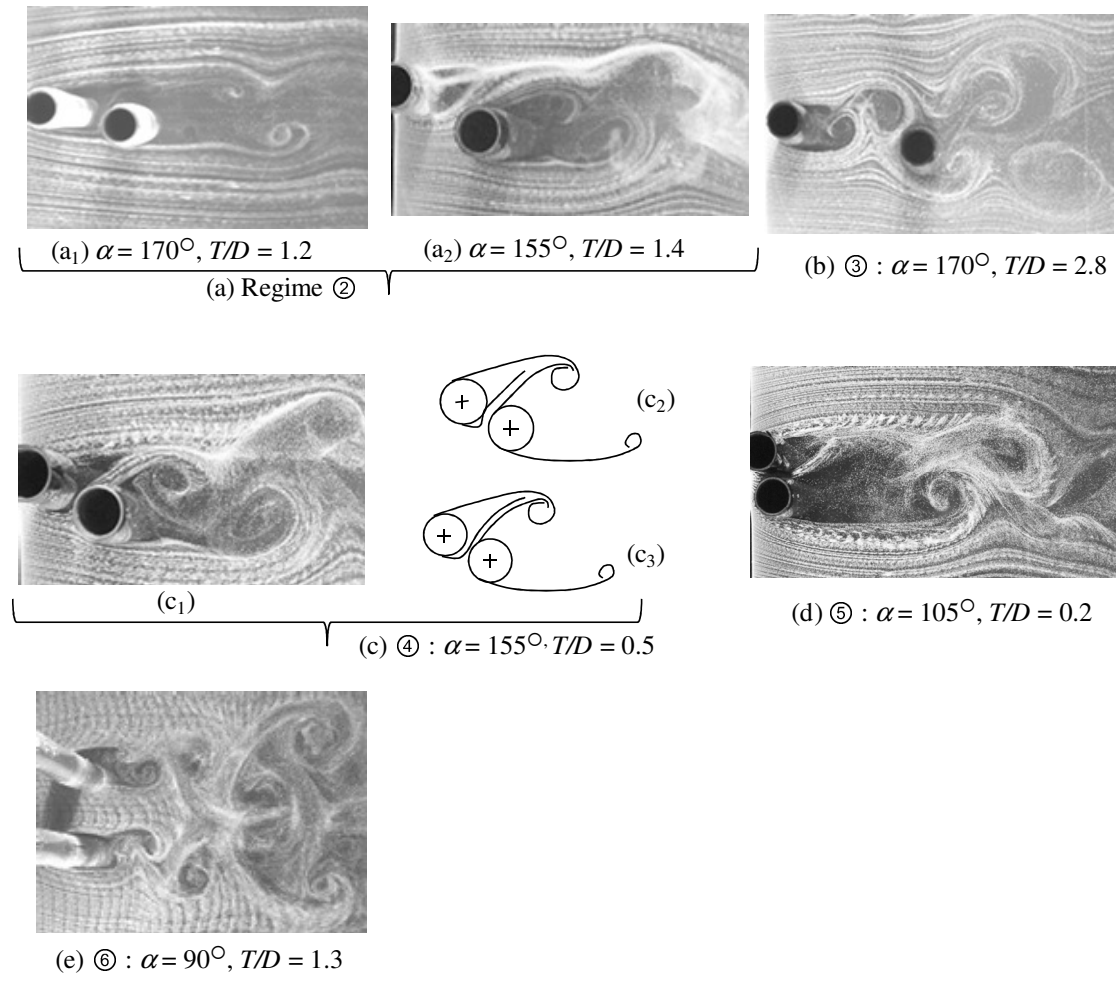 (a₁) α = 170°, T/D = 1.2
(a₂) α = 155°, T/D = 1.4
(a) Regime ②
(b) ③ : α = 170°, T/D = 2.8
(c₂)
(c₃)
(c₁)
(c) ④ : α = 155°, T/D = 0.5
(d) ⑤ : α = 105°, T/D = 0.2
(e) ⑥ : α = 90°, T/D = 1.3